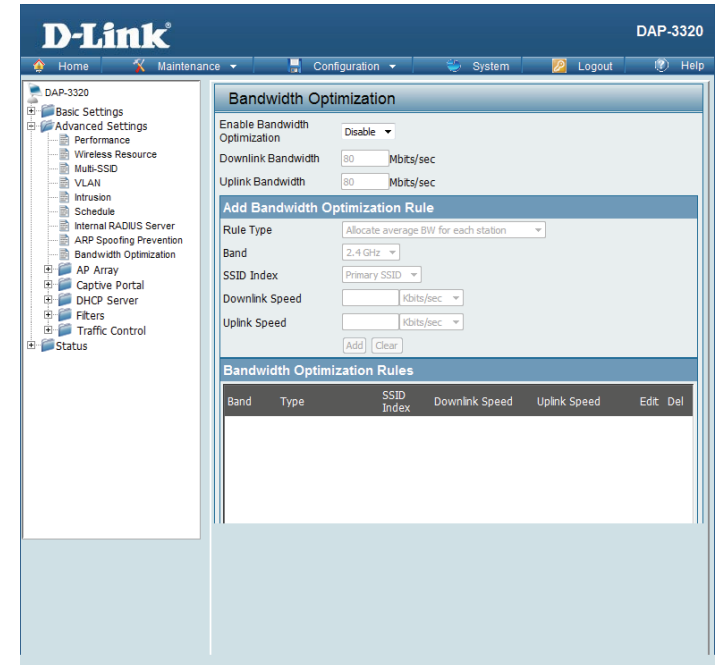 D-Link®
DAP-3320
Home Maintenance Configuration System Logout Help
DAP-3320
Basic Settings
Advanced Settings
Performance
Wireless Resource
Multi-SSID
VLAN
Intrusion
Schedule
Internal RADIUS Server
ARP Spoofing Prevention
Bandwidth Optimization
AP Array
Captive Portal
DHCP Server
Filters
Traffic Control
Status
Bandwidth Optimization
Enable Bandwidth
Optimization Disable
Downlink Bandwidth 80 Mbits/sec
Uplink Bandwidth 80 Mbits/sec
Add Bandwidth Optimization Rule
Rule Type Allocate average BW for each station
Band 2.4 GHz
SSID Index Primary SSID
Downlink Speed Kbits/sec
Uplink Speed Kbits/sec
Add Clear
Bandwidth Optimization Rules
Band Type SSID Index Downlink Speed Uplink Speed Edit Del